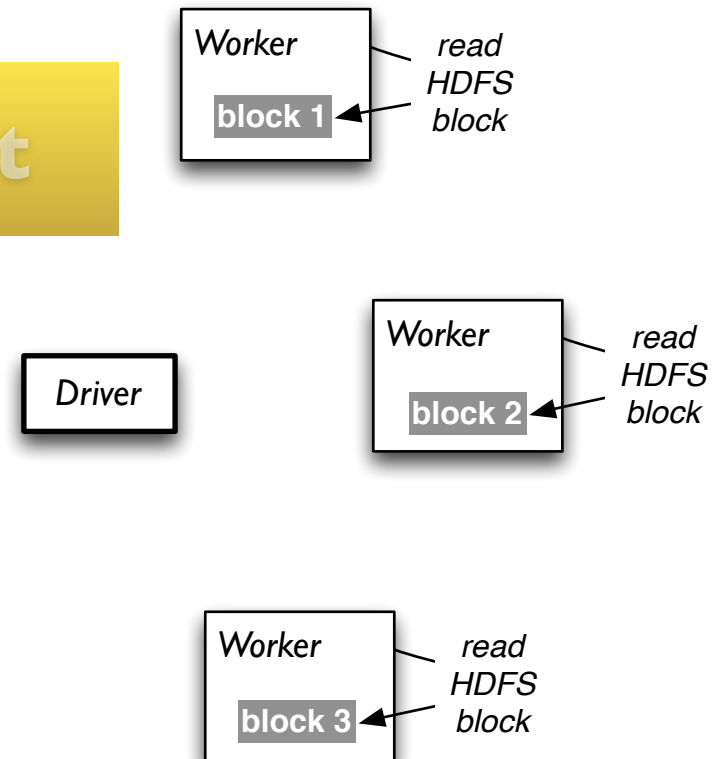 Worker
block 1
read
HDFS
block
t
Driver
Worker
block 2
read
HDFS
block
Worker
block 3
read
HDFS
block